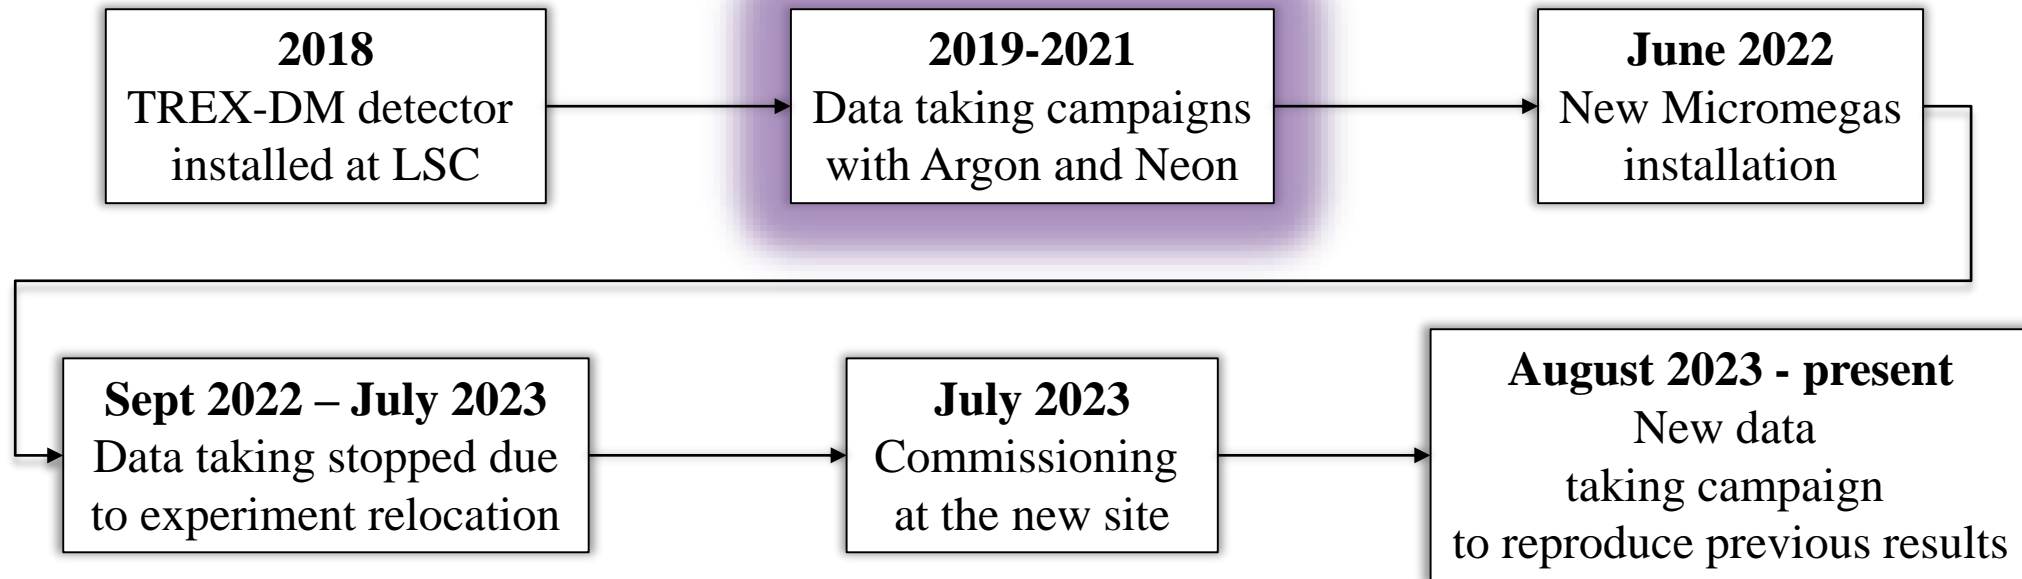 2018
TREX-DM detector
installed at LSC
2019-2021
Data taking campaigns
with Argon and Neon
June 2022
New Micromegas
installation
Sept 2022 – July 2023
Data taking stopped due
to experiment relocation
July 2023
Commissioning
at the new site
August 2023 - present
New data
taking campaign
to reproduce previous results